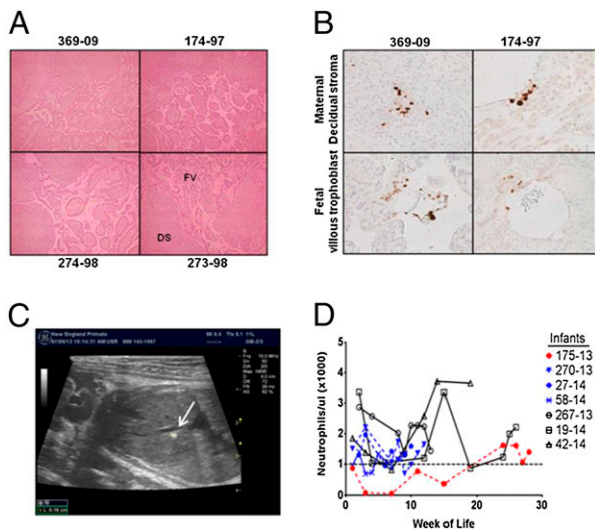 A
369-09 174-97
FV
DS
274-98 273-98
B
369-09 174-97
Maternal
Decidual stroma
Fetal
villous trophoblast
C
New England Primate
D
Neutrophils/ul (x1000)
5
4
3
2
1
0
0 10 20 30
Week of Life
Infants
175-13
270-13
27-14
58-14
267-13
19-14
42-14